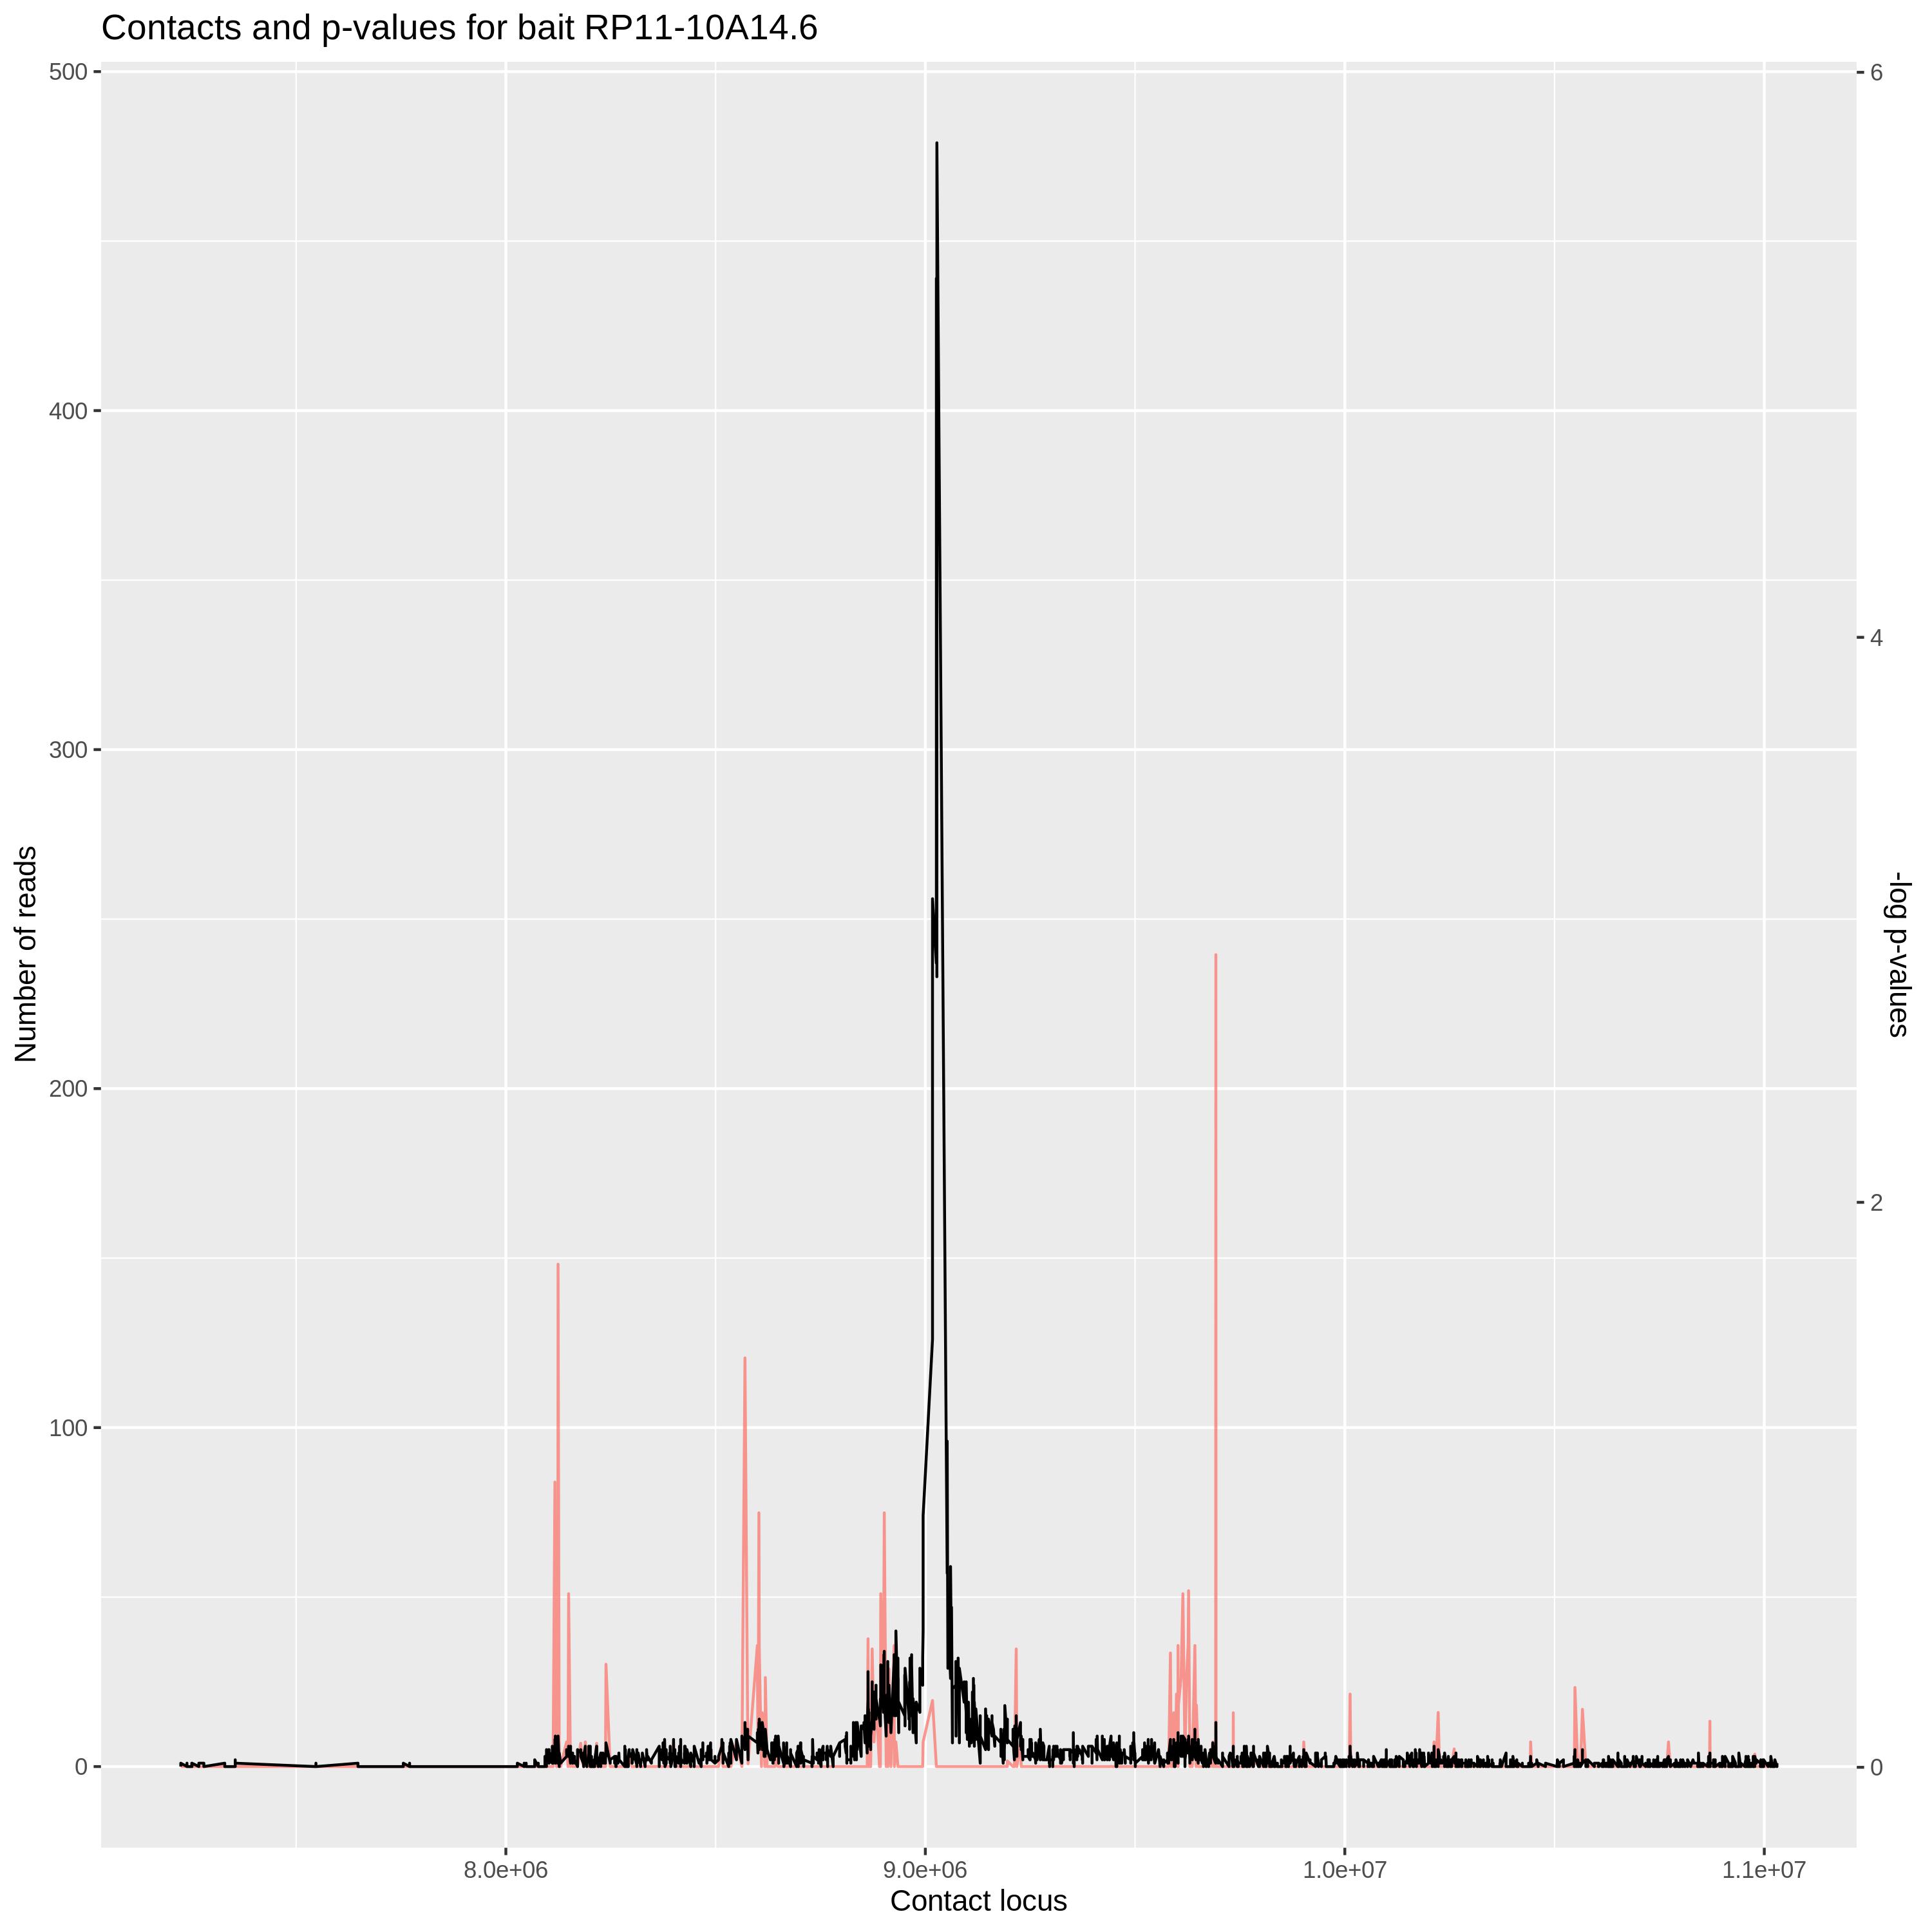 Contacts and p-values for bait RP11-10A14.6
500
400
300
200
100
0
Number of reads
6
4
2
0
-log p-values
8.0e+06 9.0e+06 1.0e+07 1.1e+07
Contact locus